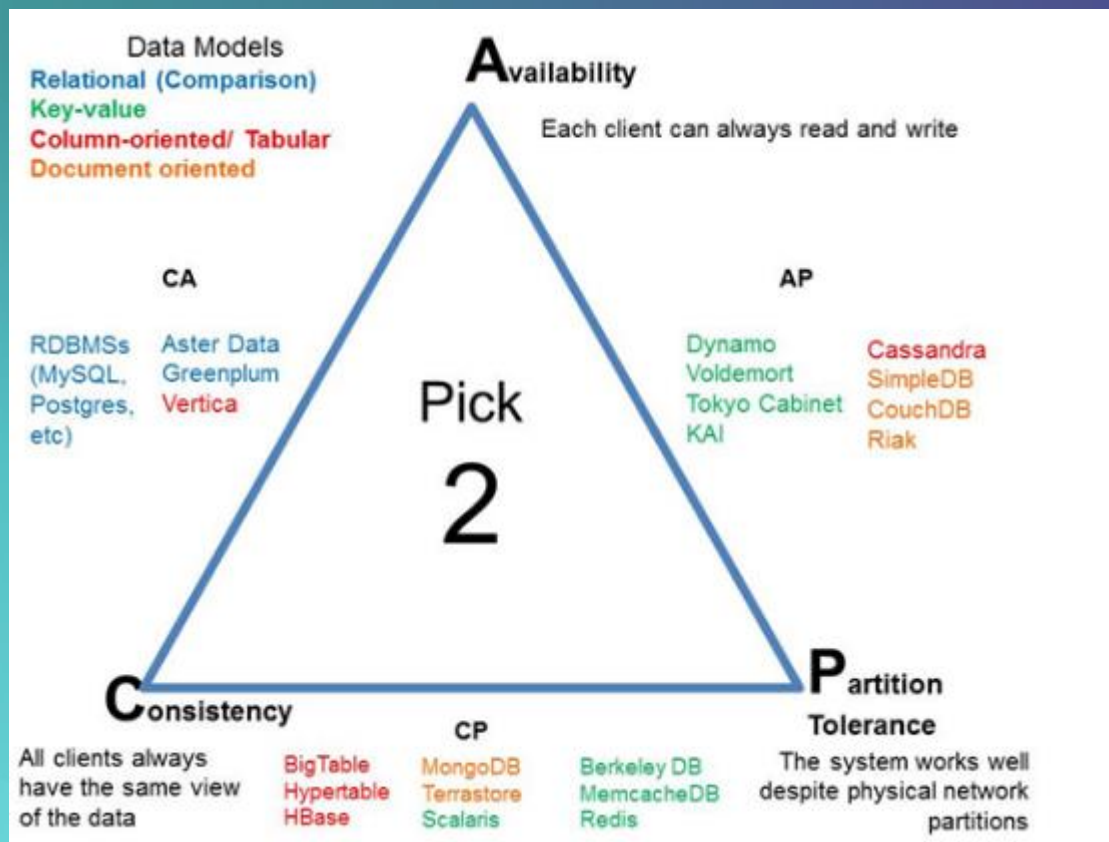 Data Models
Relational (Comparison)
Key-value
Column-oriented/ Tabular
Document oriented
Availability
Each client can always read and write
CA
RDBMSs
(MySQL,
Postgres,
etc)
Aster Data
Greenplum
Vertica
Pick
2
AP
Dynamo
Voldemort
Tokyo Cabinet
KAI
Cassandra
SimpleDB
CouchDB
Riak
Consistency
All clients always
have the same view
of the data
CP
BigTable
Hypertable
HBase
MongoDB
Terrastore
Scalaris
Berkeley DB
MemcacheDB
Redis
Partition
Tolerance
The system works well
despite physical network
partitions